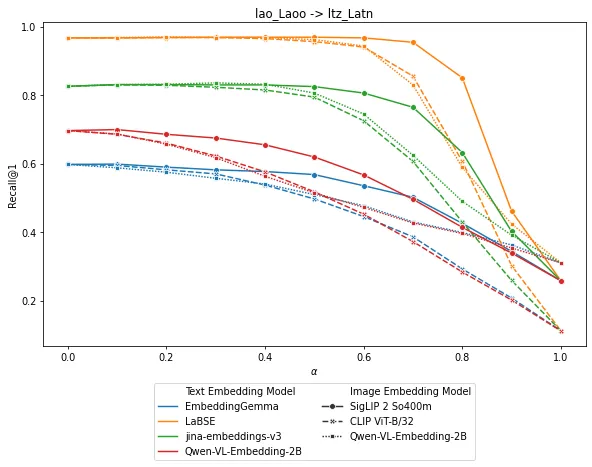 lao_Laoo -> ltz_Latn
Recall@1
1.0
0.8
0.6
0.4
0.2
0.0 0.2 0.4 0.6 0.8 1.0
α
Text Embedding Model Image Embedding Model
EmbeddingGemma SigLIP 2 So400m
LaBSE CLIP ViT-B/32
jina-embeddings-v3 Qwen-VL-Embedding-2B
Qwen-VL-Embedding-2B